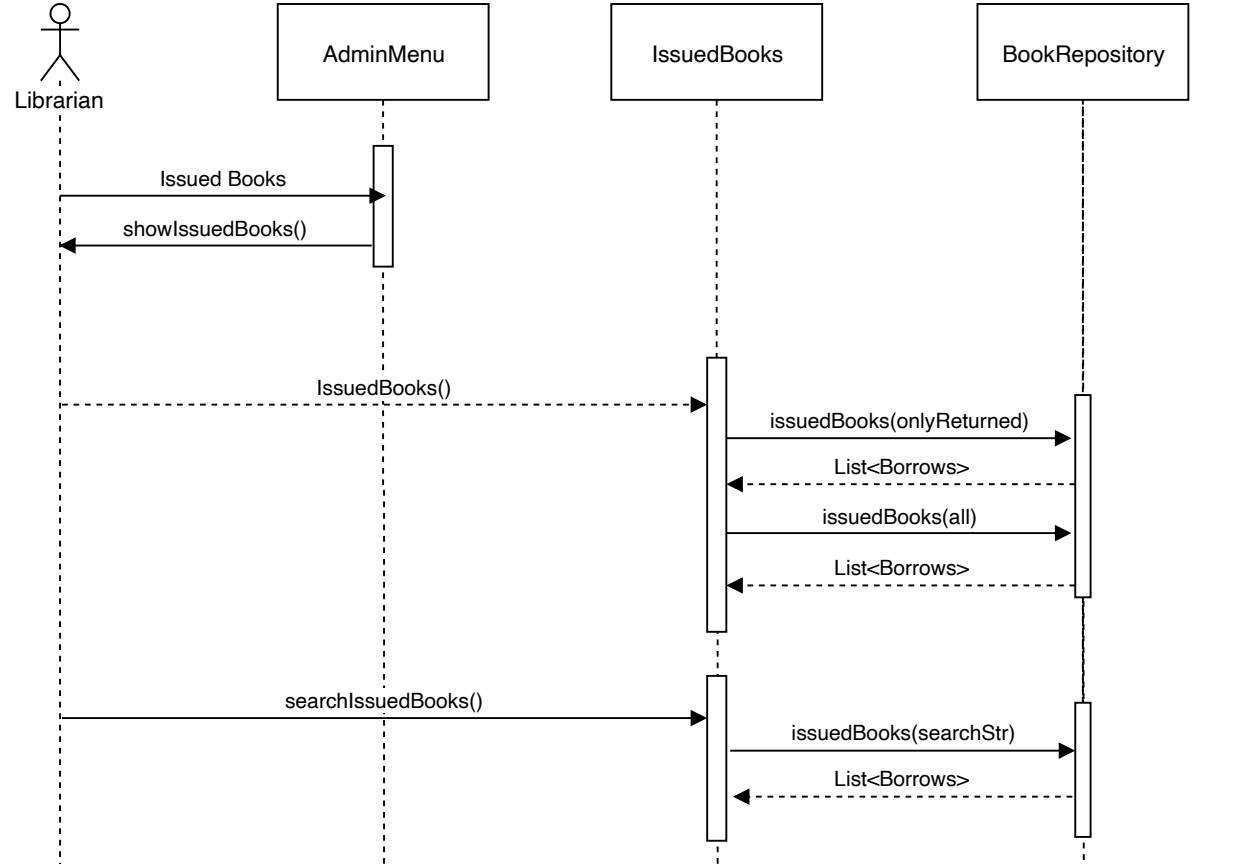 Librarian
AdminMenu
IssuedBooks
BookRepository
Issued Books
showIssuedBooks()
IssuedBooks()
issuedBooks(onlyReturned)
List<Borrows>
issuedBooks(all)
List<Borrows>
searchIssuedBooks()
issuedBooks(searchStr)
List<Borrows>